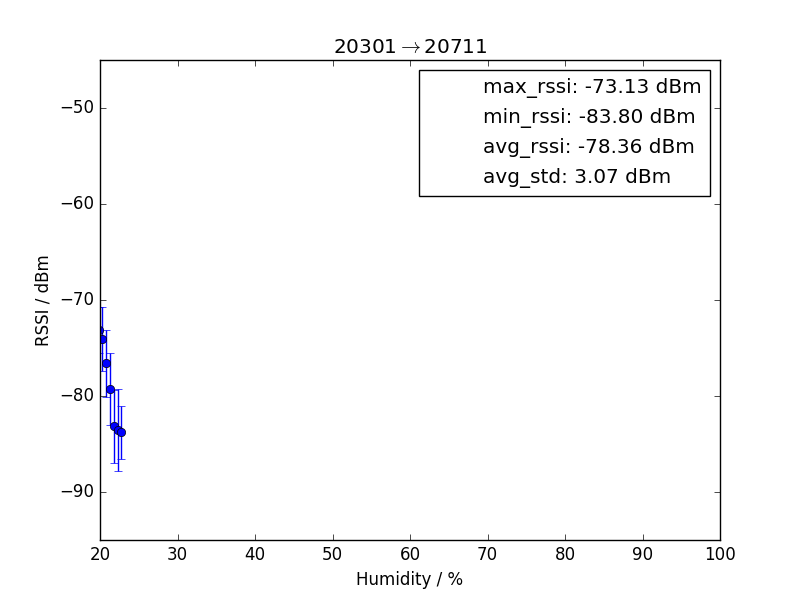 20301→20711
max_rssi: -73.13 dBm
min_rssi: -83.80 dBm
avg_rssi: -78.36 dBm
avg_std: 3.07 dBm
RSSI / dBm
−50
−60
−70
−80
−90
20 30 40 50 60 70 80 90 100
Humidity / %